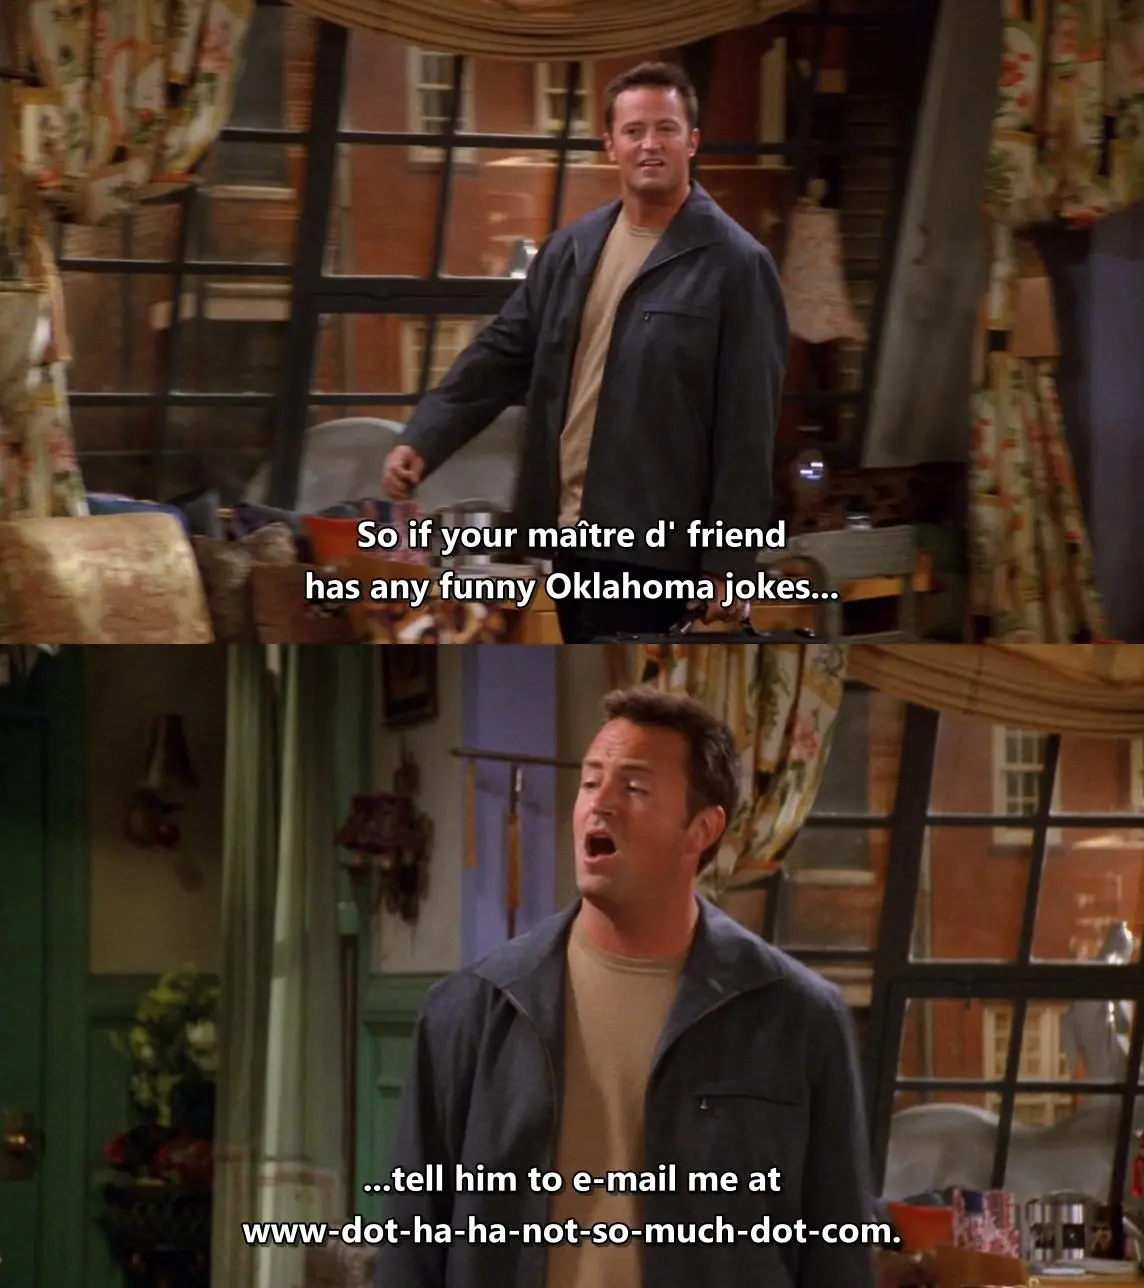 So if your maître d' friend
has any funny Oklahoma jokes...
...tell him to e-mail me at
www-dot-ha-ha-not-so-much-dot-com.